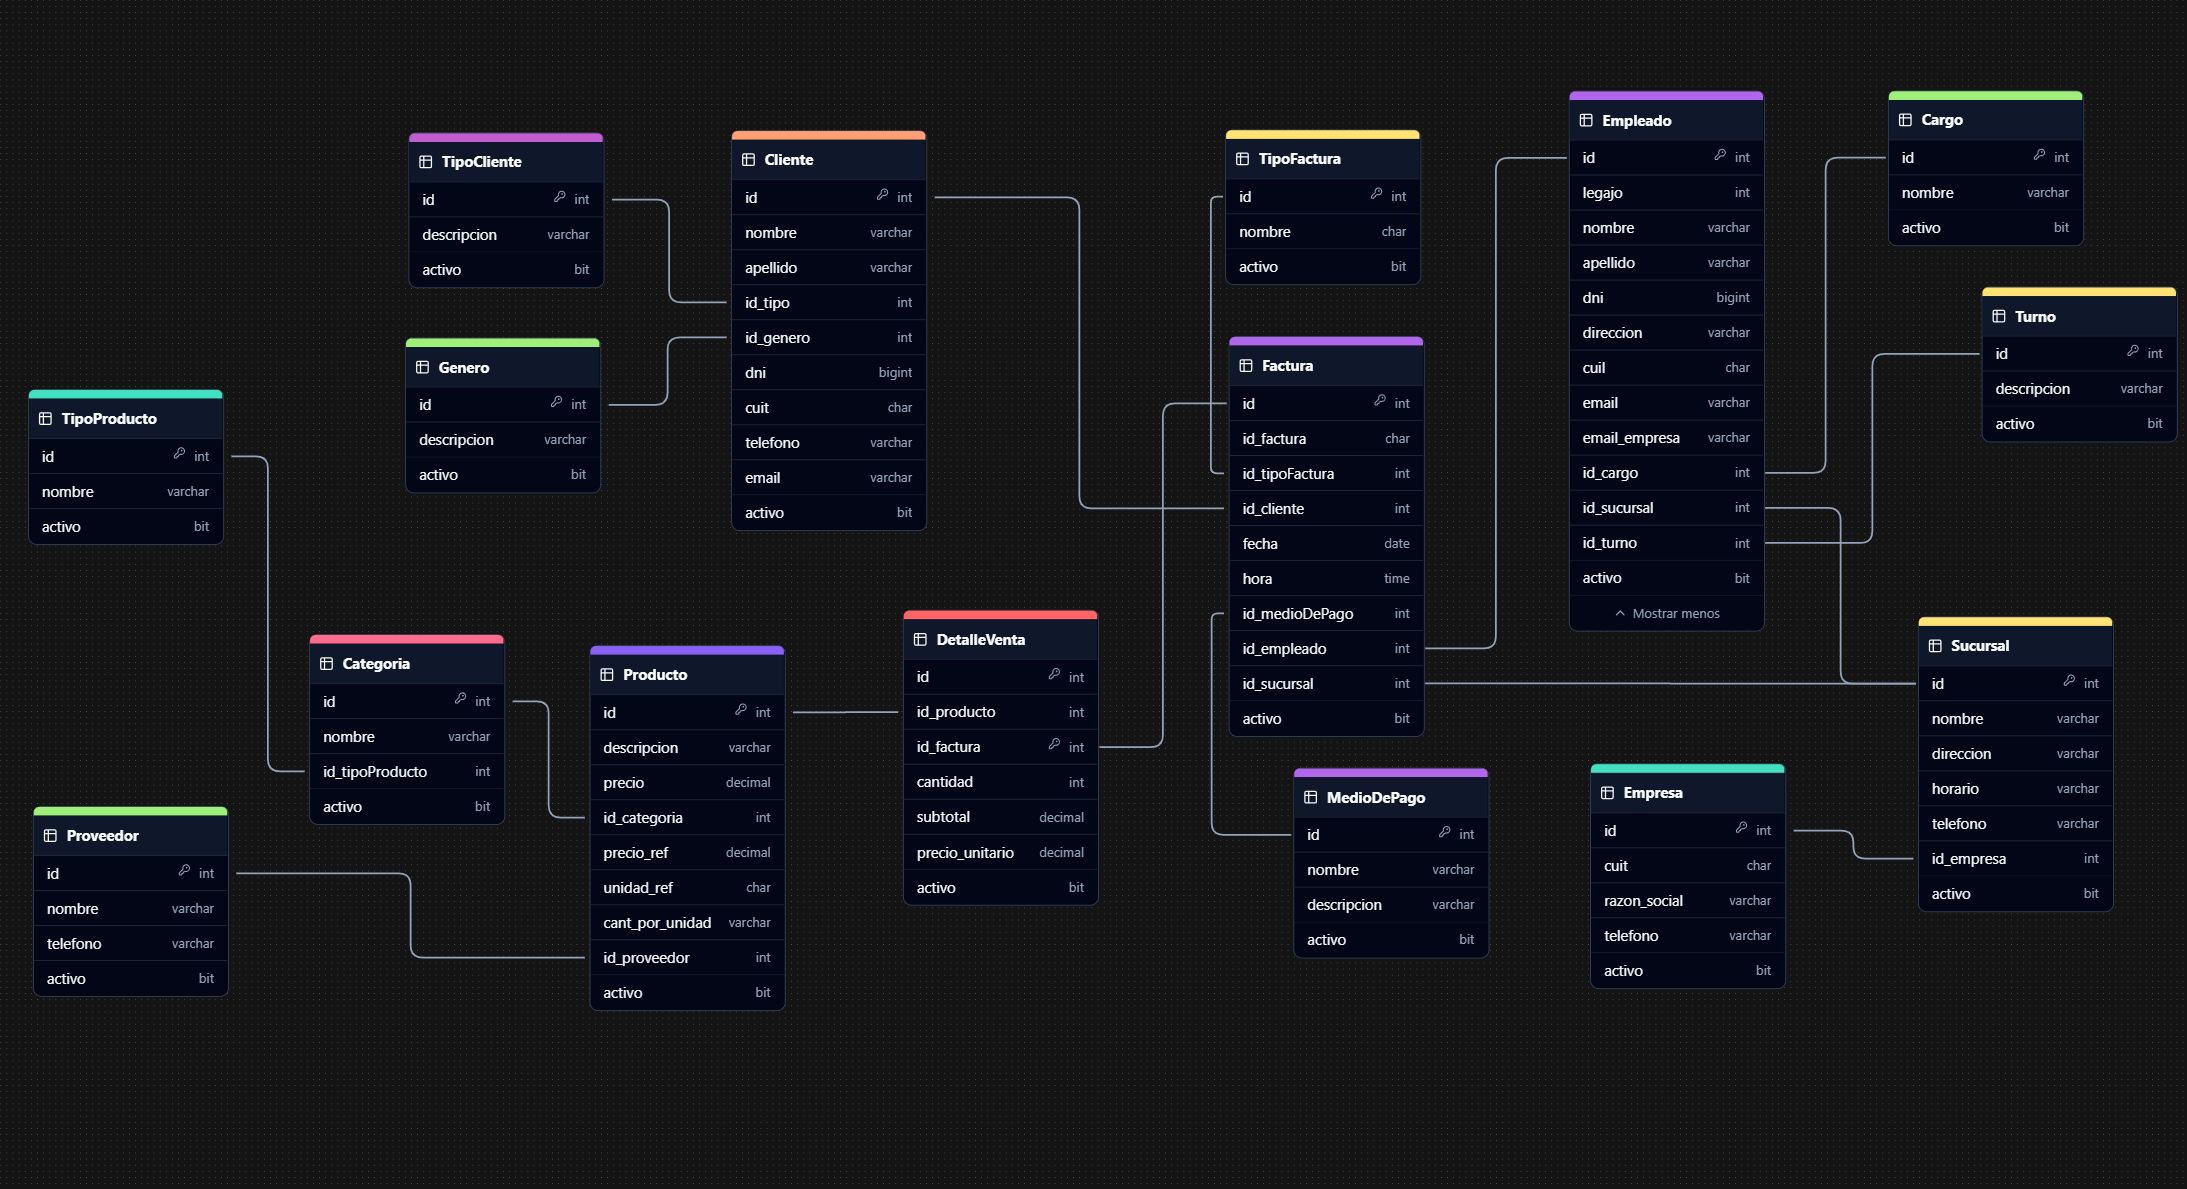 TipoCliente
id int
descripcion varchar
activo bit
Cliente
id int
nombre varchar
apellido varchar
id_tipo int
id_genero int
dni bigint
cuit char
telefono varchar
email varchar
activo bit
TipoFactura
id int
nombre char
activo bit
Empleado
id int
legajo int
nombre varchar
apellido varchar
dni bigint
direccion varchar
cuil char
email varchar
email_empresa varchar
id_cargo int
id_sucursal int
id_turno int
activo bit
Mostrar menos
Cargo
id int
nombre varchar
activo bit
Turno
id int
descripcion varchar
activo bit
Genero
id int
descripcion varchar
activo bit
Factura
id int
id_factura char
id_tipoFactura int
id_cliente int
fecha date
hora time
id_medioDePago int
id_empleado int
id_sucursal int
activo bit
TipoProducto
id int
nombre varchar
activo bit
Categoria
id int
nombre varchar
id_tipoProducto int
activo bit
Producto
id int
descripcion varchar
precio decimal
id_categoria int
precio_ref decimal
unidad_ref char
cant_por_unidad varchar
id_proveedor int
activo bit
DetalleVenta
id int
id_producto int
id_factura int
cantidad int
subtotal decimal
precio_unitario decimal
activo bit
Sucursal
id int
nombre varchar
direccion varchar
horario varchar
telefono varchar
id_empresa int
activo bit
Proveedor
id int
nombre varchar
telefono varchar
activo bit
MedioDePago
id int
nombre varchar
descripcion varchar
activo bit
Empresa
id int
cuit char
razon_social varchar
telefono varchar
activo bit